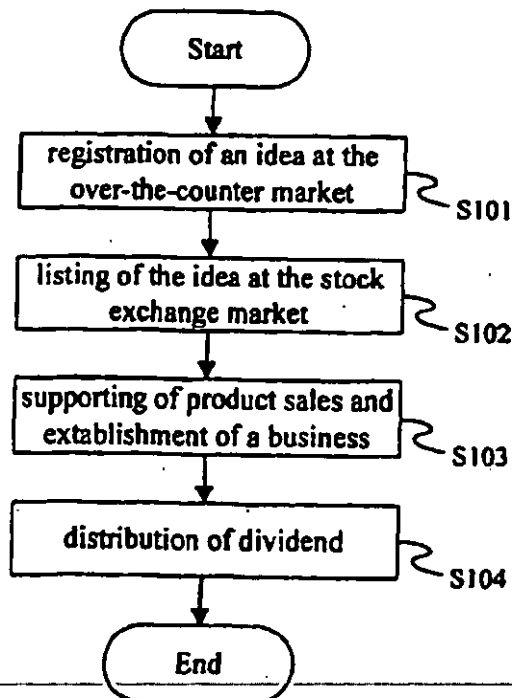 Start
registration of an idea at the
over-the-counter market
S101
listing of the idea at the stock
exchange market
S102
supporting of product sales and
extablishment of a business
S103
distribution of dividend
S104
End